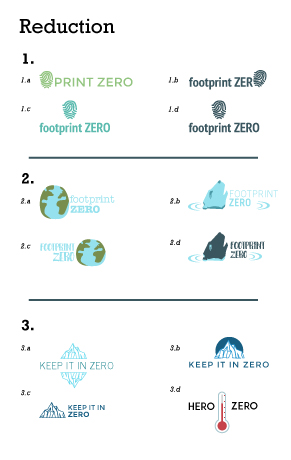 Reduction
1.
1.a PRINT ZERO
1.b footprint ZER
1.c
footprint ZERO
1.d
footprint ZERO
2.
2.a footprint
ZERO
2.b FOOTPRINT
ZERO
2.c FOOTPRINT
ZERO
2.d FOOTPRINT
ZERO
3.
3.a
KEEP IT IN ZERO
3.b
KEEP IT IN ZERO
3.c
KEEP IT IN
ZERO
3.d
HERO ZERO